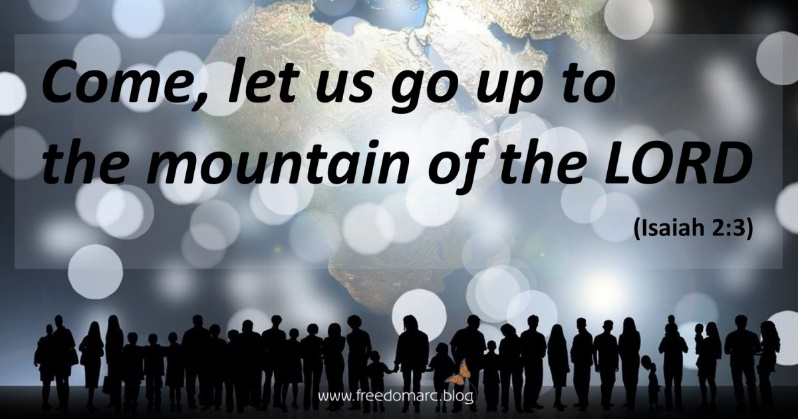 Come, let us go up to
the mountain of the LORD
(Isaiah 2:3)
www.freedomarc.blog